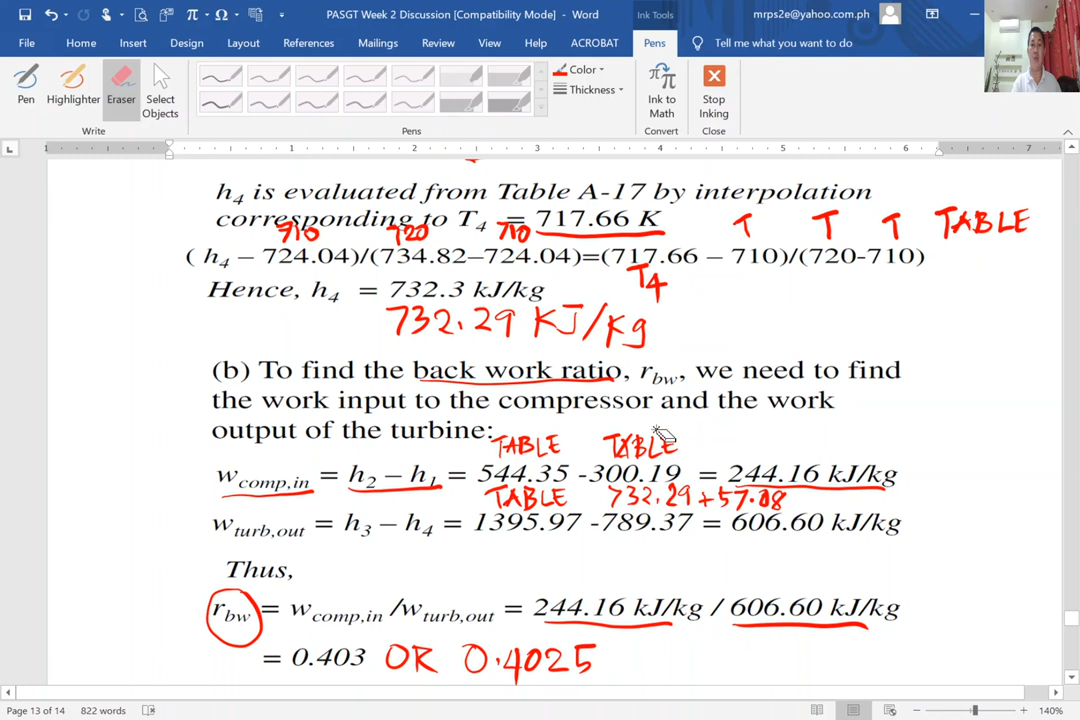 PASGT Week 2 Discussion [Compatibility Mode] - Word
Ink Tools
mrps2e@yahoo.com.ph
File Home Insert Design Layout References Mailings Review View Help ACROBAT Pens Tell me what you want to do
Pen Highlighter Eraser Select Objects
Color
Thickness
Ink to Math
Stop Inking
Write Pens Convert Close
1 1 2 3 4 5 6 7
h4 is evaluated from Table A-17 by interpolation
corresponding to T4 = 717.66 K
710 720 710 T T T TABLE
( h4 – 724.04)/(734.82–724.04)=(717.66 – 710)/(720-710)
T4
Hence, h4 = 732.3 kJ/kg
732.29 KJ/Kg
(b) To find the back work ratio, rbw, we need to find
the work input to the compressor and the work
output of the turbine:
TABLE TABLE
wcomp,in = h2 – h1 = 544.35 -300.19 = 244.16 kJ/kg
TABLE 732.29+57.08
wturb,out = h3 – h4 = 1395.97 -789.37 = 606.60 kJ/kg
Thus,
rbw = wcomp,in /wturb,out = 244.16 kJ/kg / 606.60 kJ/kg
= 0.403 OR 0.4025
Page 13 of 14 822 words 140%